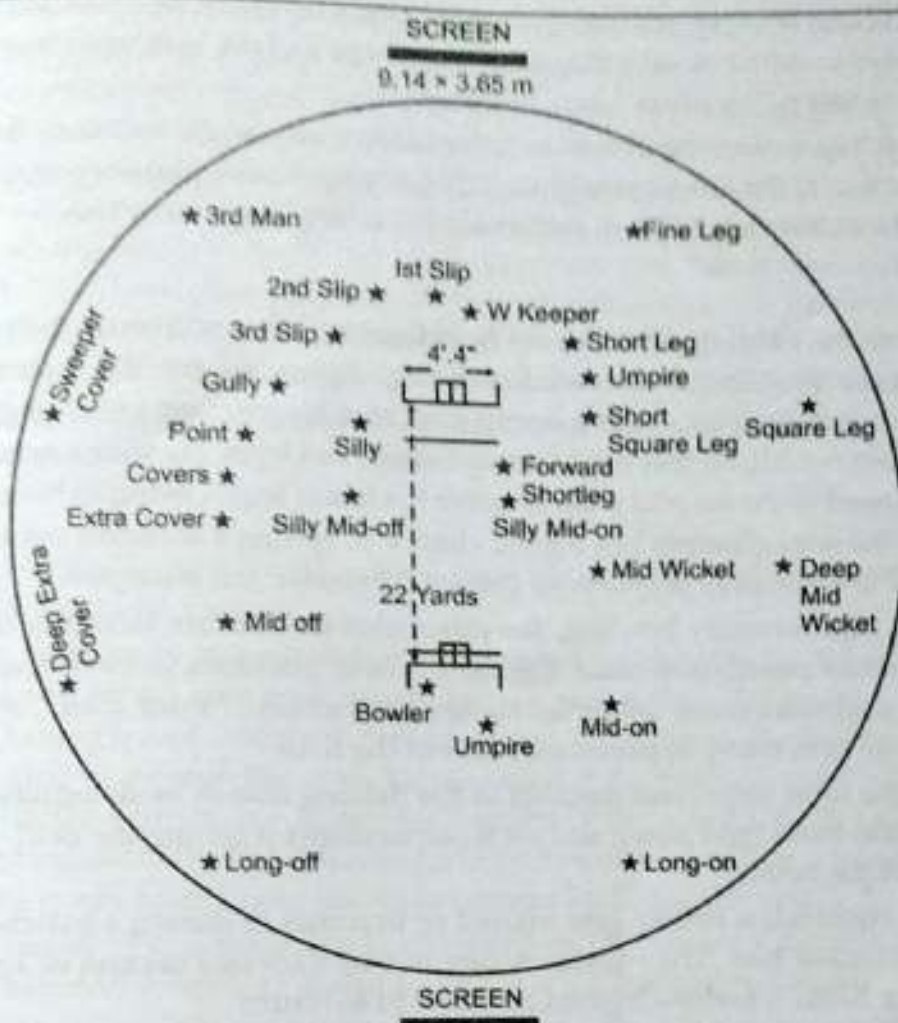 SCREEN
9.14 × 3.65 m
3rd Man
Fine Leg
1st Slip
2nd Slip
W Keeper
3rd Slip
Short Leg
4'.4"
Gully
Umpire
Sweeper
Cover
Point
Silly
Short
Square Leg
Square Leg
Covers
Forward
Shortleg
Extra Cover
Silly Mid-off
Silly Mid-on
Mid Wicket
Deep
Mid
Wicket
22 Yards
Deep Extra
Cover
Mid off
Bowler
Umpire
Mid-on
Long-off
Long-on
SCREEN